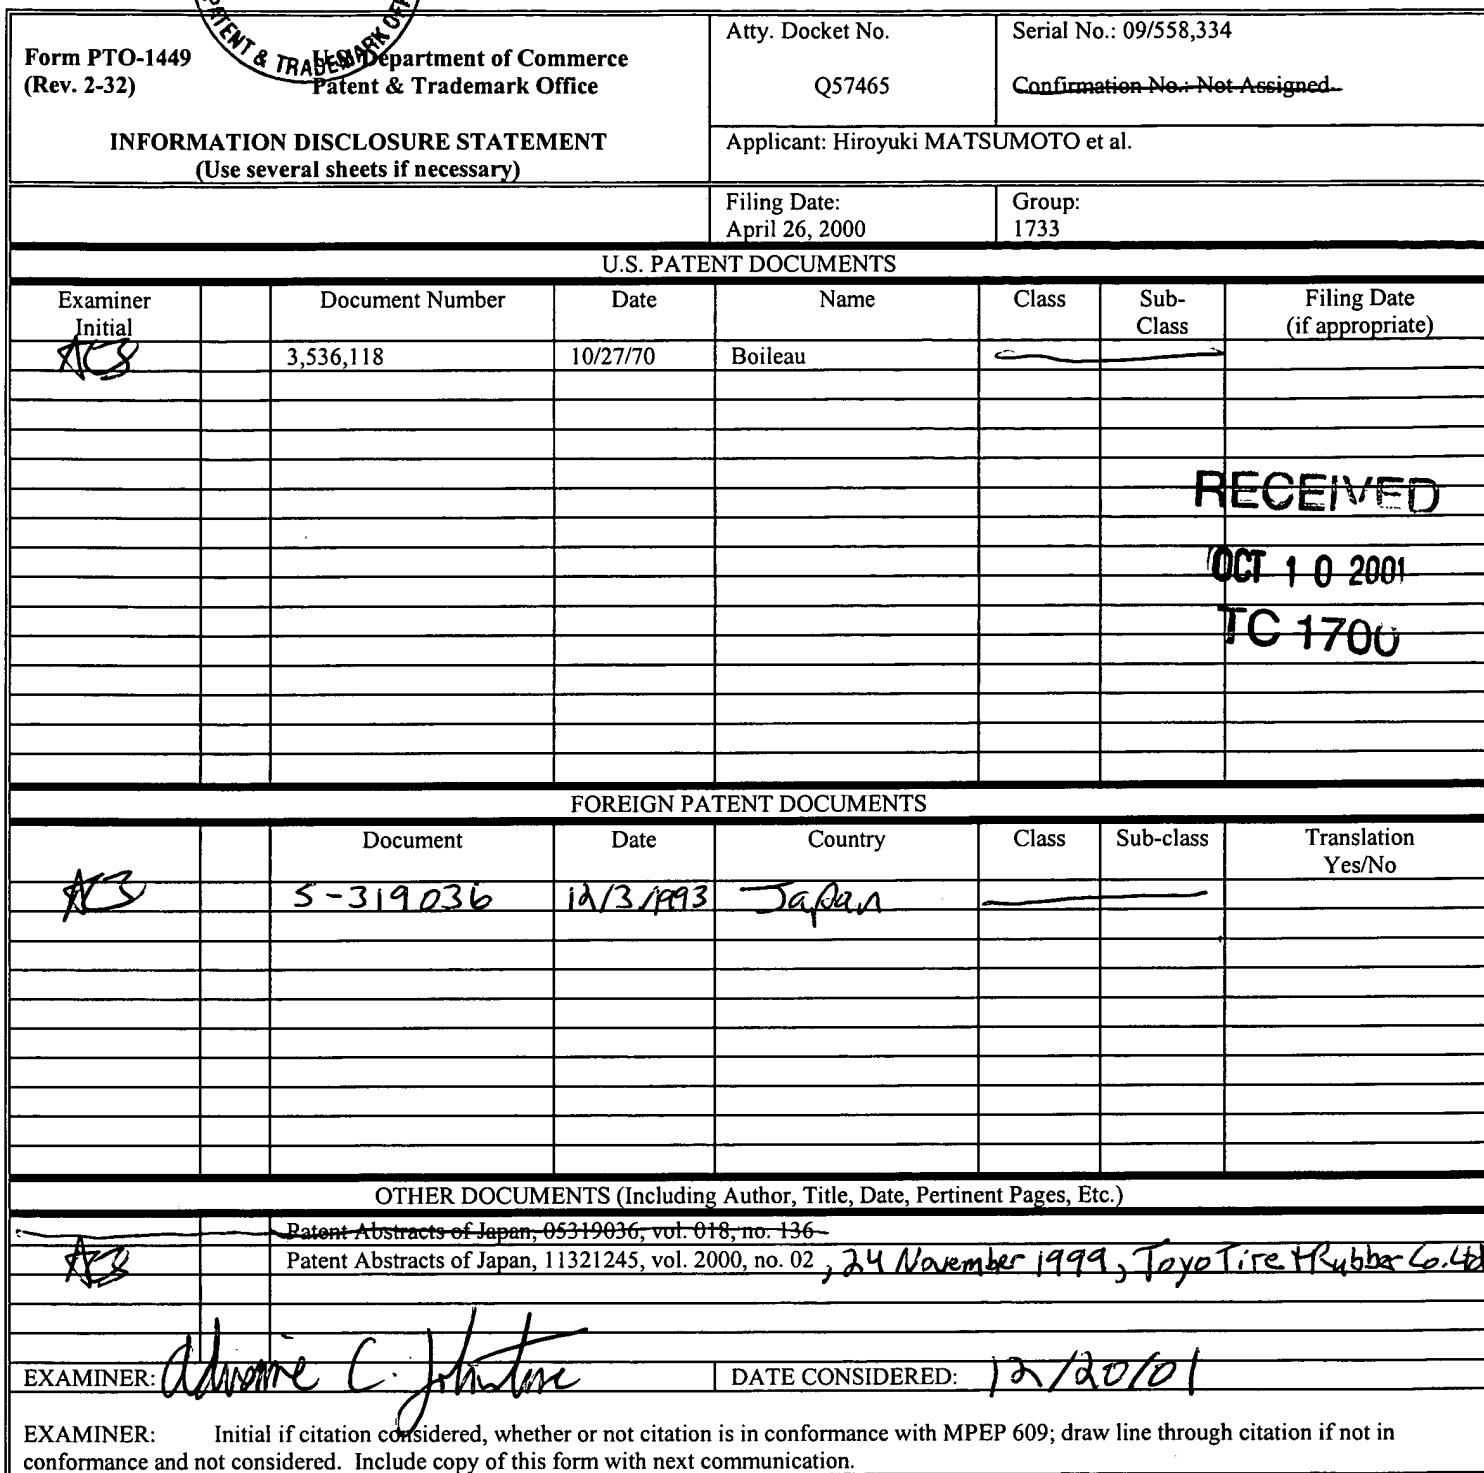 PATENT & TRADEMARK OFF
Form PTO-1449
(Rev. 2-32)
U.S. Department of Commerce
Patent & Trademark Office
INFORMATION DISCLOSURE STATEMENT
(Use several sheets if necessary)
Atty. Docket No.
Q57465
Serial No.: 09/558,334
Confirmation No.: Not Assigned
Applicant: Hiroyuki MATSUMOTO et al.
Filing Date:
April 26, 2000
Group:
1733
U.S. PATENT DOCUMENTS
Examiner Initial Document Number Date Name Class Sub-Class Filing Date (if appropriate)
3,536,118 10/27/70 Boileau
RECEIVED
OCT 10 2001
TC 1700
FOREIGN PATENT DOCUMENTS
Document Date Country Class Sub-class Translation Yes/No
5-319036 12/3/1993 Japan
OTHER DOCUMENTS (Including Author, Title, Date, Pertinent Pages, Etc.)
Patent Abstracts of Japan, 05319036, vol. 018, no. 136
Patent Abstracts of Japan, 11321245, vol. 2000, no. 02, 24 November 1999, Toyo Tire & Rubber Co. Ltd
EXAMINER: C. Johnstone DATE CONSIDERED: 12/20/01
EXAMINER: Initial if citation considered, whether or not citation is in conformance with MPEP 609; draw line through citation if not in
conformance and not considered. Include copy of this form with next communication.